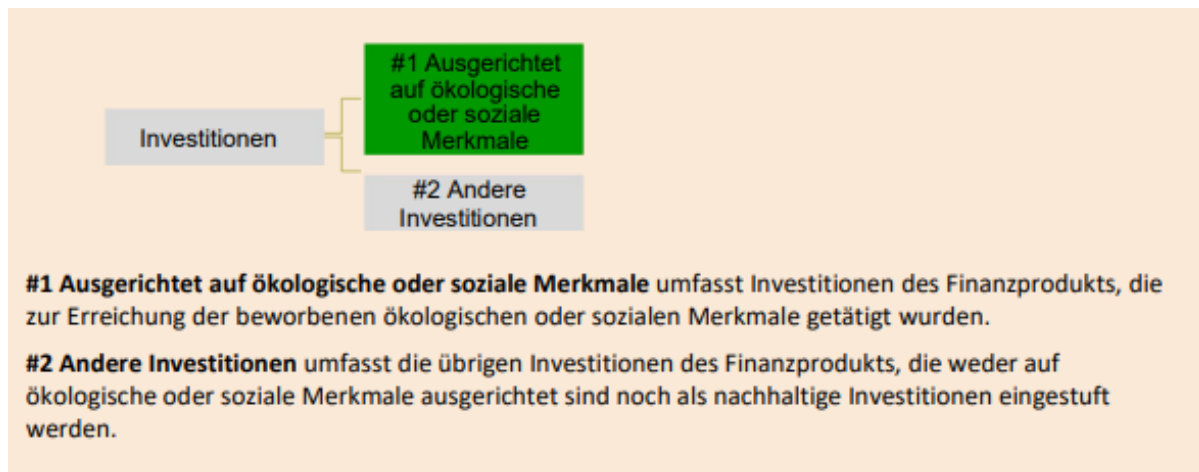 #1 Ausgerichtet
auf ökologische
oder soziale
Merkmale
Investitionen
#2 Andere
Investitionen
#1 Ausgerichtet auf ökologische oder soziale Merkmale umfasst Investitionen des Finanzprodukts, die
zur Erreichung der beworbenen ökologischen oder sozialen Merkmale getätigt wurden.
#2 Andere Investitionen umfasst die übrigen Investitionen des Finanzprodukts, die weder auf
ökologische oder soziale Merkmale ausgerichtet sind noch als nachhaltige Investitionen eingestuft
werden.